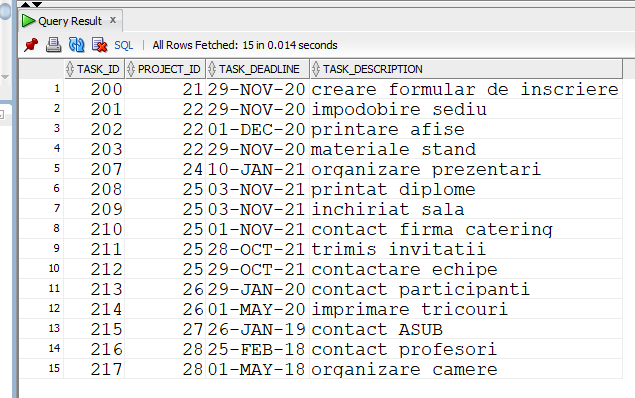 Query Result x
SQL | All Rows Fetched: 15 in 0.014 seconds
TASK_ID PROJECT_ID TASK_DEADLINE TASK_DESCRIPTION
1 200 21 29-NOV-20 creare formular de inscriere
2 201 22 29-NOV-20 impodobire sediu
3 202 22 01-DEC-20 printare afise
4 203 22 29-NOV-20 materiale stand
5 207 24 10-JAN-21 organizare prezentari
6 208 25 03-NOV-21 printat diplome
7 209 25 03-NOV-21 inchiriat sala
8 210 25 01-NOV-21 contact firma catering
9 211 25 28-OCT-21 trimis invitatii
10 212 25 29-OCT-21 contactare echipe
11 213 26 29-JAN-20 contact participanti
12 214 26 01-MAY-20 imprimare tricouri
13 215 27 26-JAN-19 contact ASUB
14 216 28 25-FEB-18 contact profesori
15 217 28 01-MAY-18 organizare camere